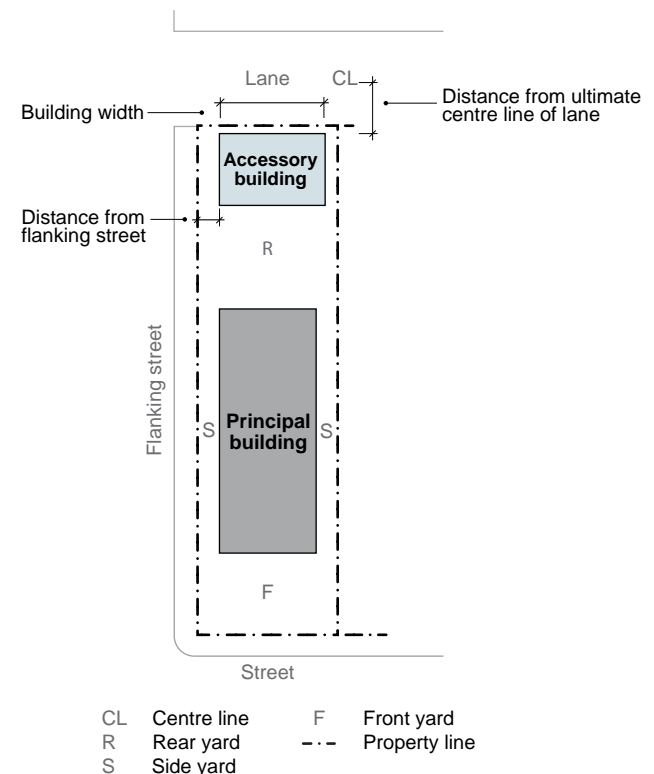 Lane
CL
Building width
Distance from ultimate
centre line of lane
Accessory
building
Distance from
flanking street
R
Flanking street
S
Principal
building
S
F
Street
CL Centre line
F Front yard
R Rear yard
Property line
S Side yard